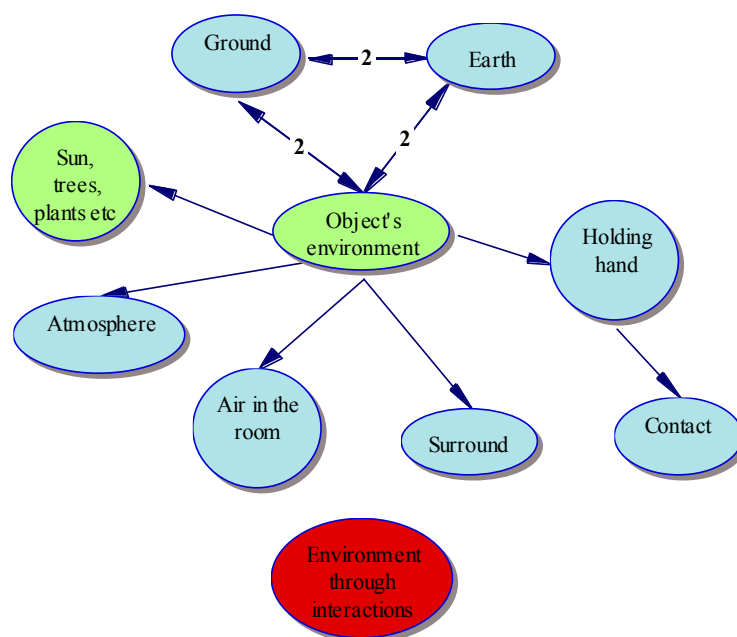 Ground
2
Earth
2
2
Sun,
trees,
plants etc
Object's
environment
Holding
hand
Atmosphere
Air in the
room
Surround
Contact
Environment
through
interactions